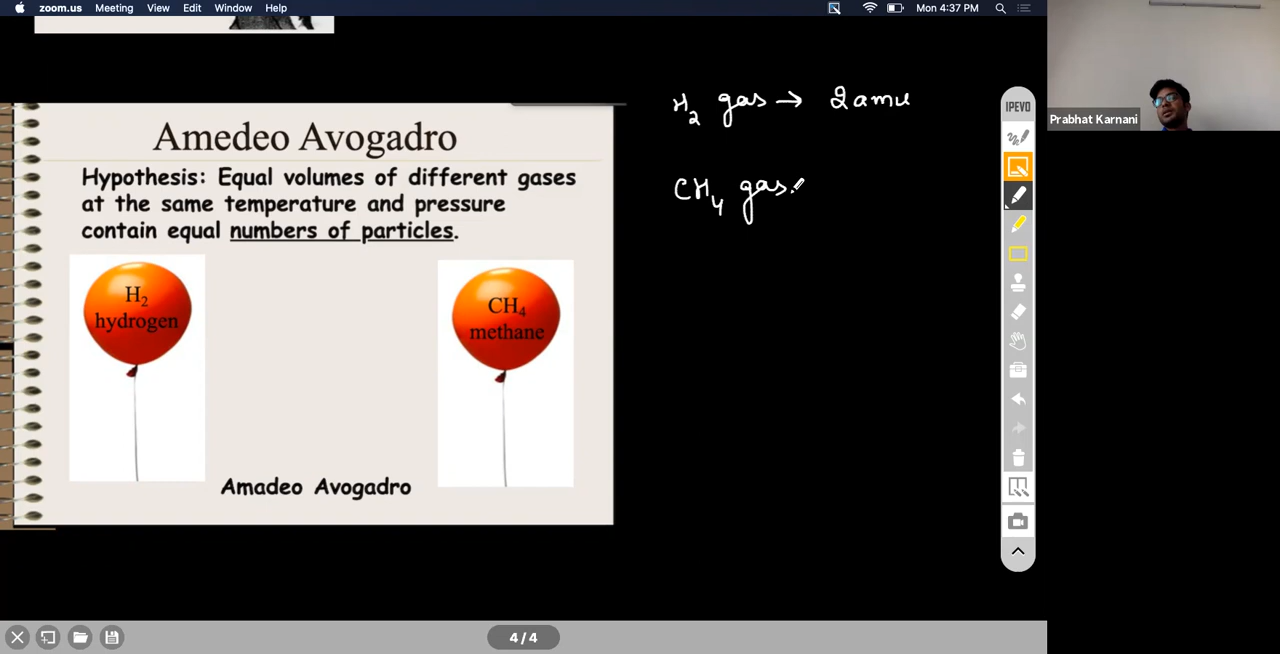 zoom.us Meeting View Edit Window Help Mon 4:37 PM
Amedeo Avogadro
Hypothesis: Equal volumes of different gases
at the same temperature and pressure
contain equal numbers of particles.
H₂
hydrogen
CH₄
methane
Amadeo Avogadro
H₂ gas → 2amu
CH₄ gas
IPEVO
Prabhat Karnani
4/4